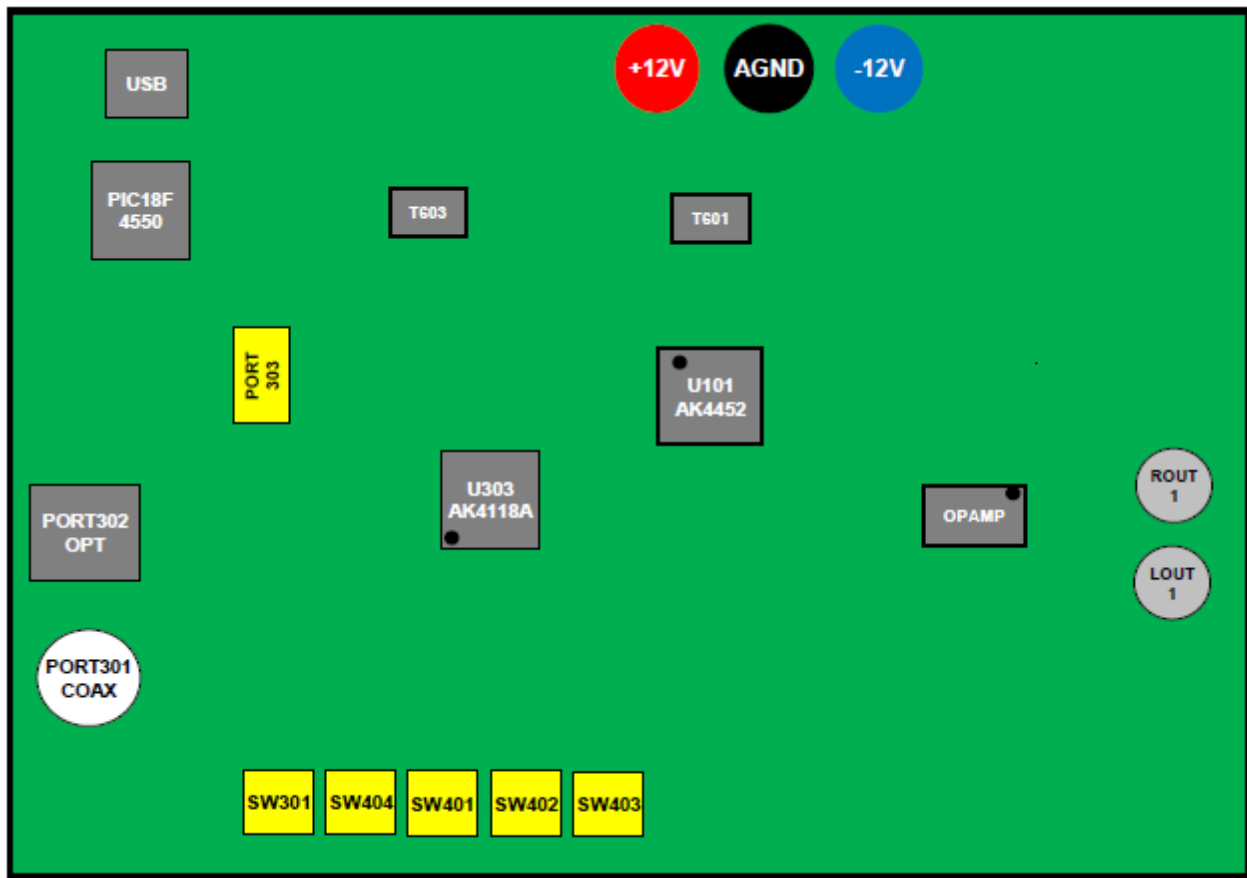 USB
+12V
AGND
-12V
PIC18F
4550
T603
T601
PORT
303
U101
AK4452
U303
AK4118A
PORT302
OPT
OPAMP
ROUT
1
LOUT
1
PORT301
COAX
SW301
SW404
SW401
SW402
SW403